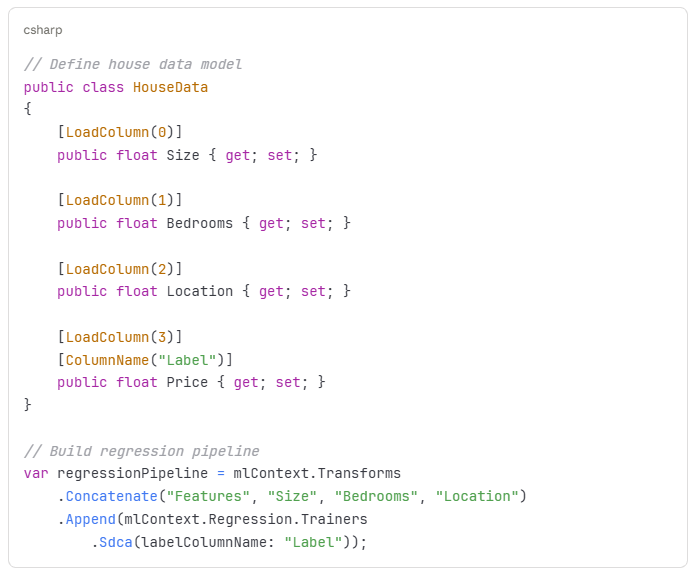 csharp
// Define house data model
public class HouseData
{
    [LoadColumn(0)]
    public float Size { get; set; }

    [LoadColumn(1)]
    public float Bedrooms { get; set; }

    [LoadColumn(2)]
    public float Location { get; set; }

    [LoadColumn(3)]
    [ColumnName("Label")]
    public float Price { get; set; }
}

// Build regression pipeline
var regressionPipeline = mlContext.Transforms
    .Concatenate("Features", "Size", "Bedrooms", "Location")
    .Append(mlContext.Regression.Trainers
        .Sdca(labelColumnName: "Label"));